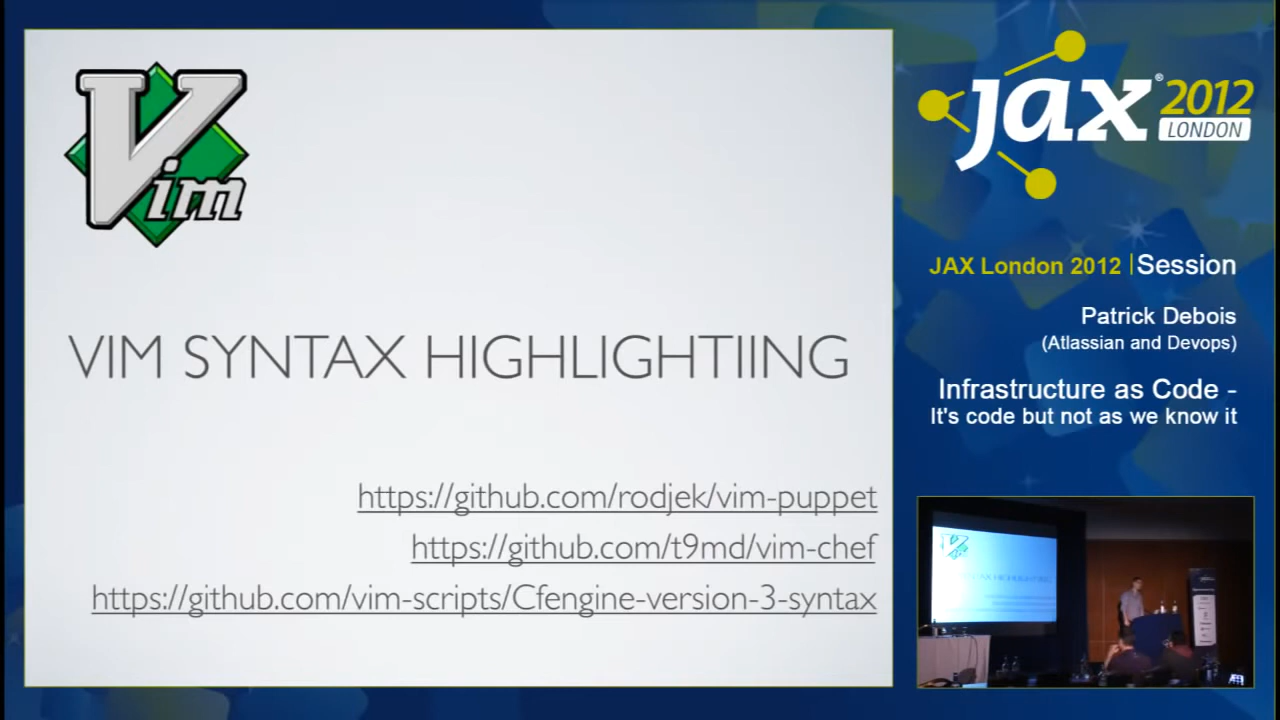 Vim
VIM SYNTAX HIGHLIGHTIING
https://github.com/rodjek/vim-puppet
https://github.com/t9md/vim-chef
https://github.com/vim-scripts/Cfengine-version-3-syntax
jax® 2012
LONDON
JAX London 2012 | Session
Patrick Debois
(Atlassian and Devops)
Infrastructure as Code -
It's code but not as we know it